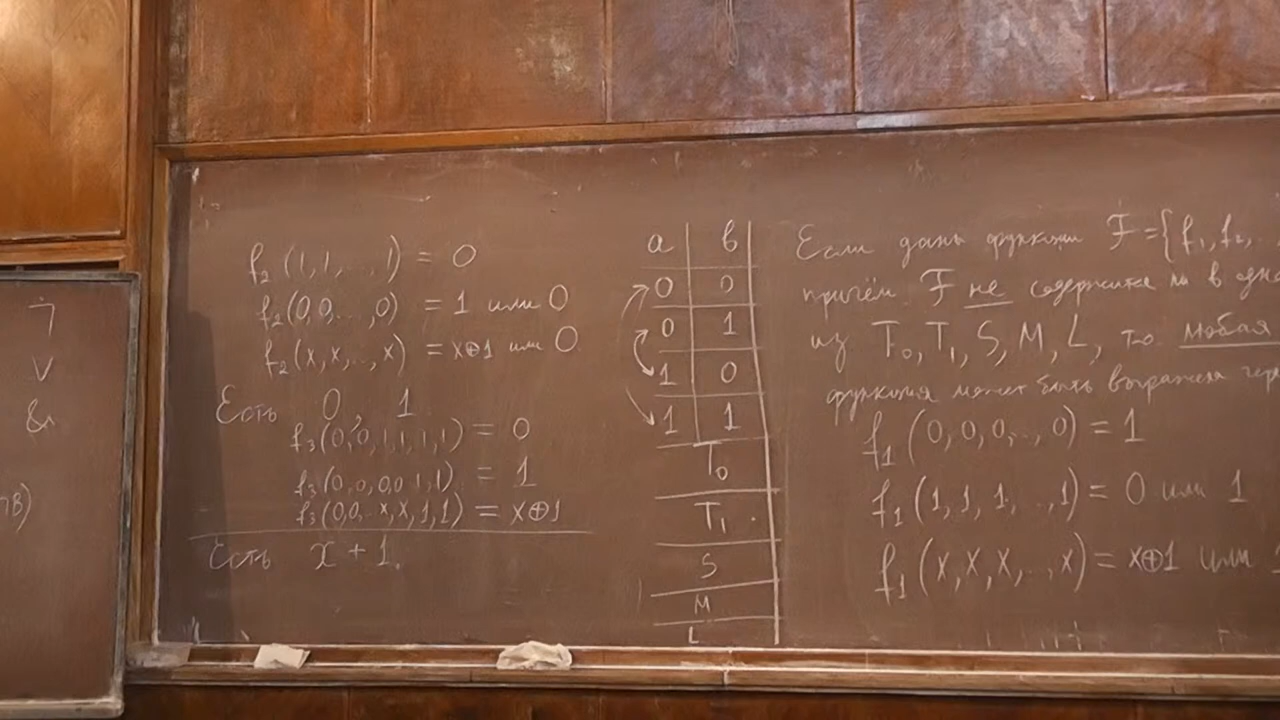 ¬
∨
&
B)
f₂(1,1,...,1) = 0
f₂(0,0,...,0) = 1 или 0
f₂(x,x,..,x) = x⊕1 или 0
Есть 0, 1
f₃(0,0,1,1,1,1) = 0
f₃(0,0,0,0,1,1) = 1
f₃(0,0,..x,x,1,1) = x⊕1
Есть x + 1.
a b
0 0
0 1
1 0
1 1
T₀
T₁
S
M
L
Если даны функции F = {f₁, f₂, .
причём F не содержится ни в
из T₀, T₁, S, M, L, то любая
функция может быть выражена
f₁(0,0,0,..,0) = 1
f₁(1,1,1,..,1) = 0 или 1
f₁(x,x,x,..,x) = x⊕1 или 1